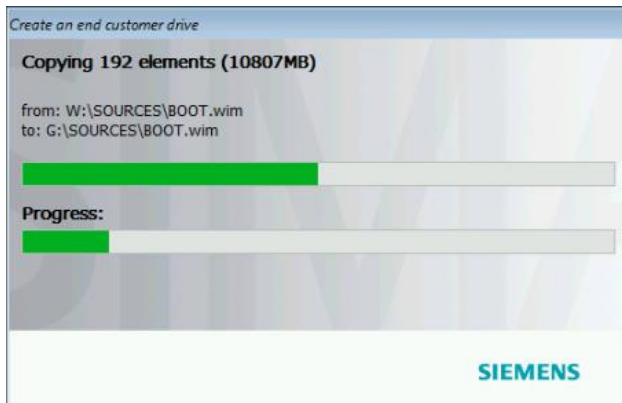 Create an end customer drive
Copying 192 elements (10807MB)
from: W:\SOURCES\BOOT.wim
to: G:\SOURCES\BOOT.wim
Progress:
SIEMENS